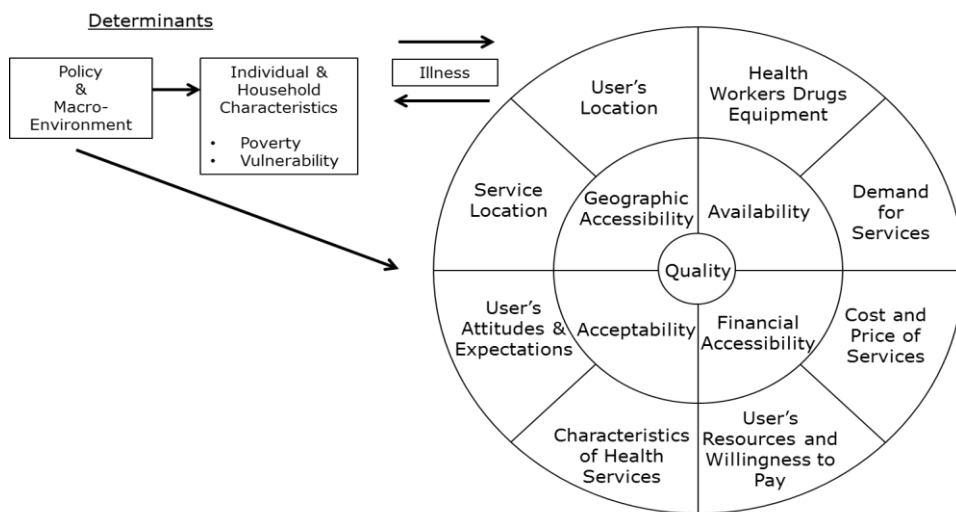 Determinants
Policy
&
Macro-
Environment
Individual &
Household
Characteristics
• Poverty
• Vulnerability
Illness
User's
Location
Health
Workers Drugs
Equipment
Service
Location
Geographic
Accessibility
Availability
Demand
for
Services
Quality
User's
Attitudes &
Expectations
Acceptability
Financial
Accessibility
Cost and
Price of
Services
Characteristics
of Health
Services
User's
Resources and
Willingness to
Pay